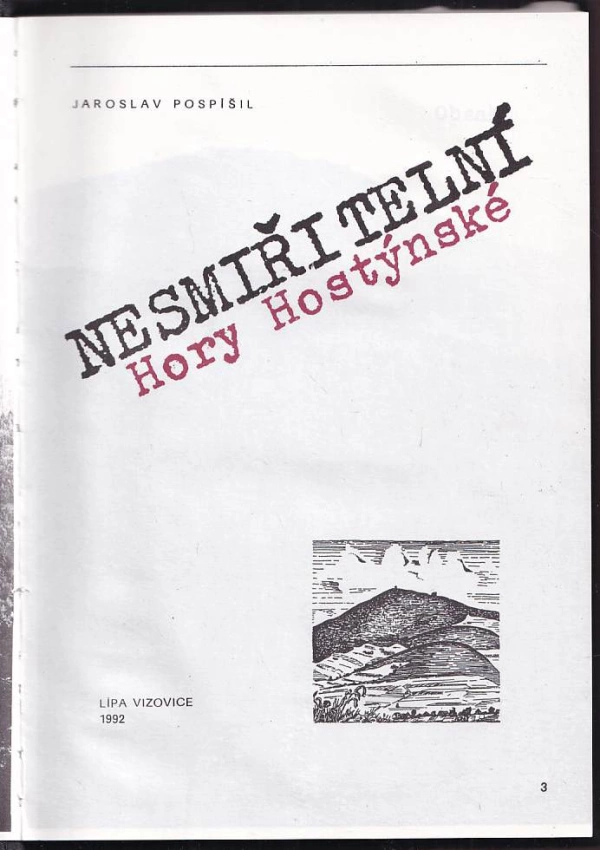 JAROSLAV POSPÍŠIL
NESMIŘITELNÍ
Hory Hostýnské
LÍPA VIZOVICE
1992
3